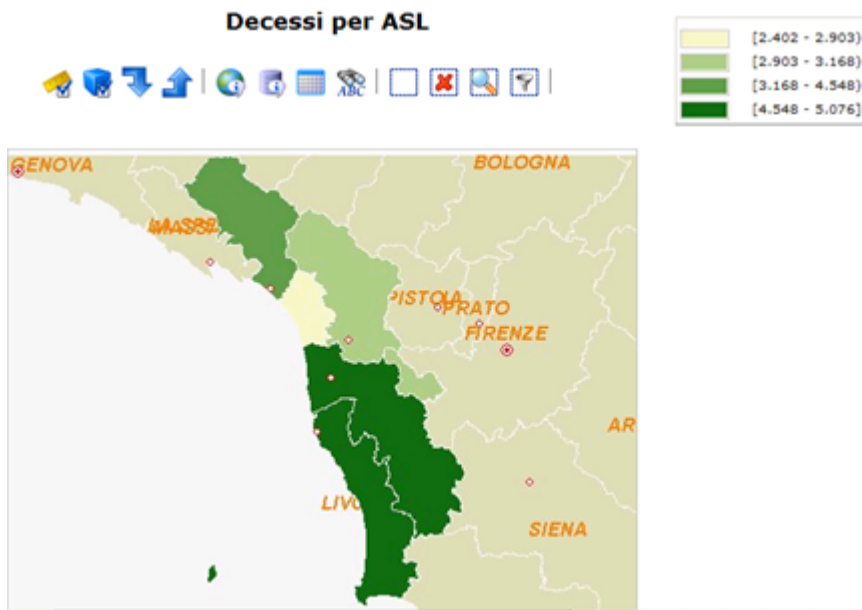 Decessi per ASL
[2.402 - 2.903)
[2.903 - 3.168)
[3.168 - 4.548)
[4.548 - 5.076]
ABC
GENOVA
BOLOGNA
PISTOIA
PRATO
FIRENZE
AR
LIVO
SIENA